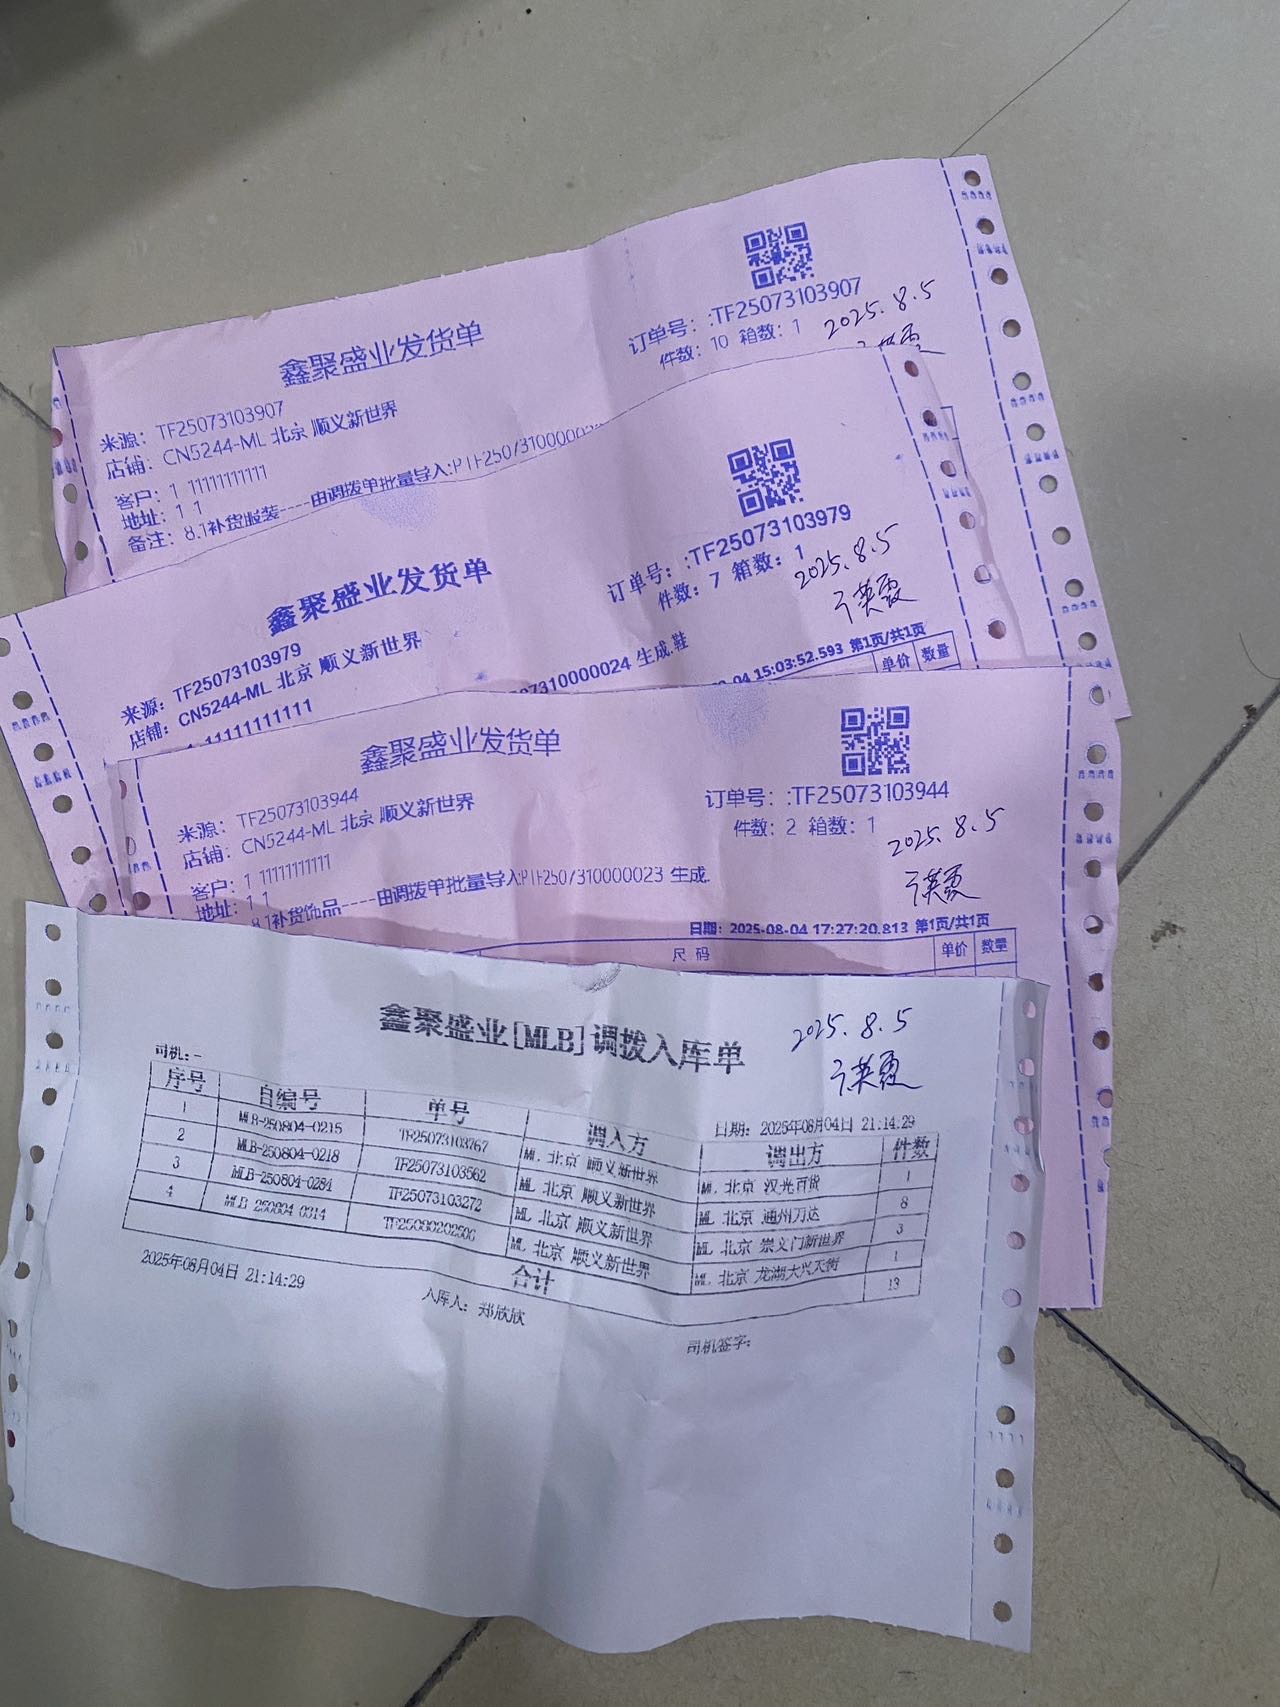 订单号：:TF25073103907
件数：10 箱数：1
2025.8.5
鑫聚盛业发货单
来源：TF25073103907
店铺：CN5244-ML 北京 顺义新世界
客户：1 11111111111
地址：1 1
备注：8.1补货服装----由调拨单批量导入:PTF2507310000
订单号：:TF25073103979
件数：7 箱数：1
2025.8.5
鑫聚盛业发货单
来源：TF25073103979
店铺：CN5244-ML 北京 顺义新世界
1 11111111111
7310000024 生成.鞋
04 15:03:52.593 第1页/共1页
单价 数量
鑫聚盛业发货单
来源：TF25073103944
店铺：CN5244-ML 北京 顺义新世界
客户：1 11111111111
地址：1 1
8.1补货饰品----由调拨单批量导入:PTF2507310000023 生成.
订单号：:TF25073103944
件数：2 箱数：1
2025.8.5
日期：2025-08-04 17:27:20.813 第1页/共1页
尺 码 单价 数量
鑫聚盛业[MLB]调拨入库单
2025.8.5
司机：-
日期：2025年08月04日 21:14:29
序号 自编号 单号 调入方 调出方 件数
1 MLB-250804-0215 TF25073103767 ML 北京 顺义新世界 ML 北京 汉光百货 1
2 MLB-250804-0218 TF25073103562 ML 北京 顺义新世界 ML 北京 通州万达 8
3 MLB-250804-0284 TF25073103272 ML 北京 顺义新世界 ML 北京 崇文门新世界 3
4 MLB-250804-0314 TF25080202506 ML 北京 顺义新世界 ML 北京 龙湖大兴天街 1
合计 13
2025年08月04日 21:14:29
入库人：郑欣欣
司机签字：